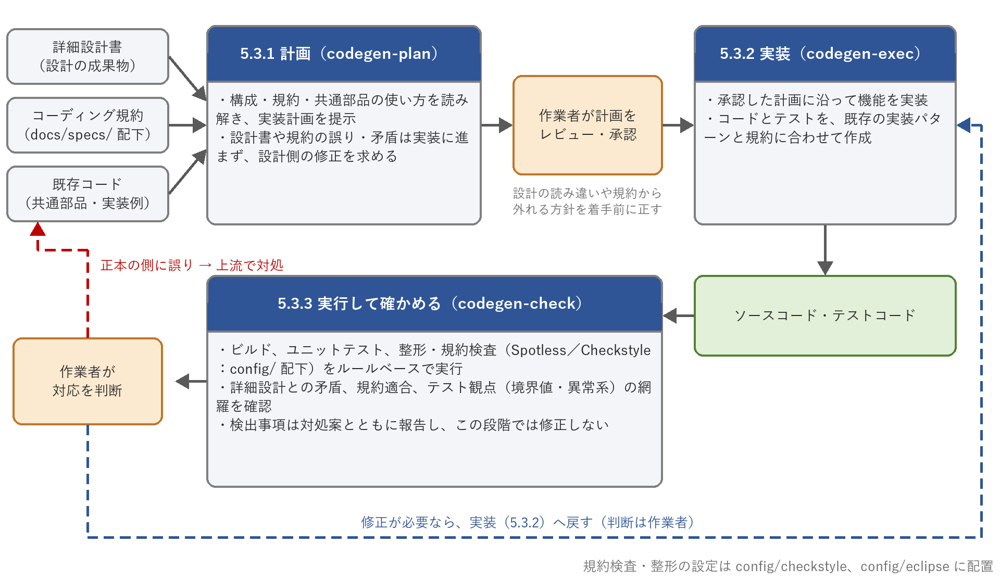 詳細設計書
（設計の成果物）
コーディング規約
（docs/specs/ 配下）
既存コード
（共通部品・実装例）
5.3.1 計画（codegen-plan）
・構成・規約・共通部品の使い方を読み
解き、実装計画を提示
・設計書や規約の誤り・矛盾は実装に進
まず、設計側の修正を求める
作業者が計画を
レビュー・承認
設計の読み違いや規約から
外れる方針を着手前に正す
5.3.2 実装（codegen-exec）
・承認した計画に沿って機能を実装
・コードとテストを、既存の実装パタ
ーンと規約に合わせて作成
ソースコード・テストコード
5.3.3 実行して確かめる（codegen-check）
・ビルド、ユニットテスト、整形・規約検査（Spotless／Checkstyle
：config/ 配下）をルールベースで実行
・詳細設計との矛盾、規約適合、テスト観点（境界値・異常系）の網
羅を確認
・検出事項は対処案とともに報告し、この段階では修正しない
作業者が
対応を判断
正本の側に誤り → 上流で対処
修正が必要なら、実装（5.3.2）へ戻す（判断は作業者）
規約検査・整形の設定は config/checkstyle、config/eclipse に配置